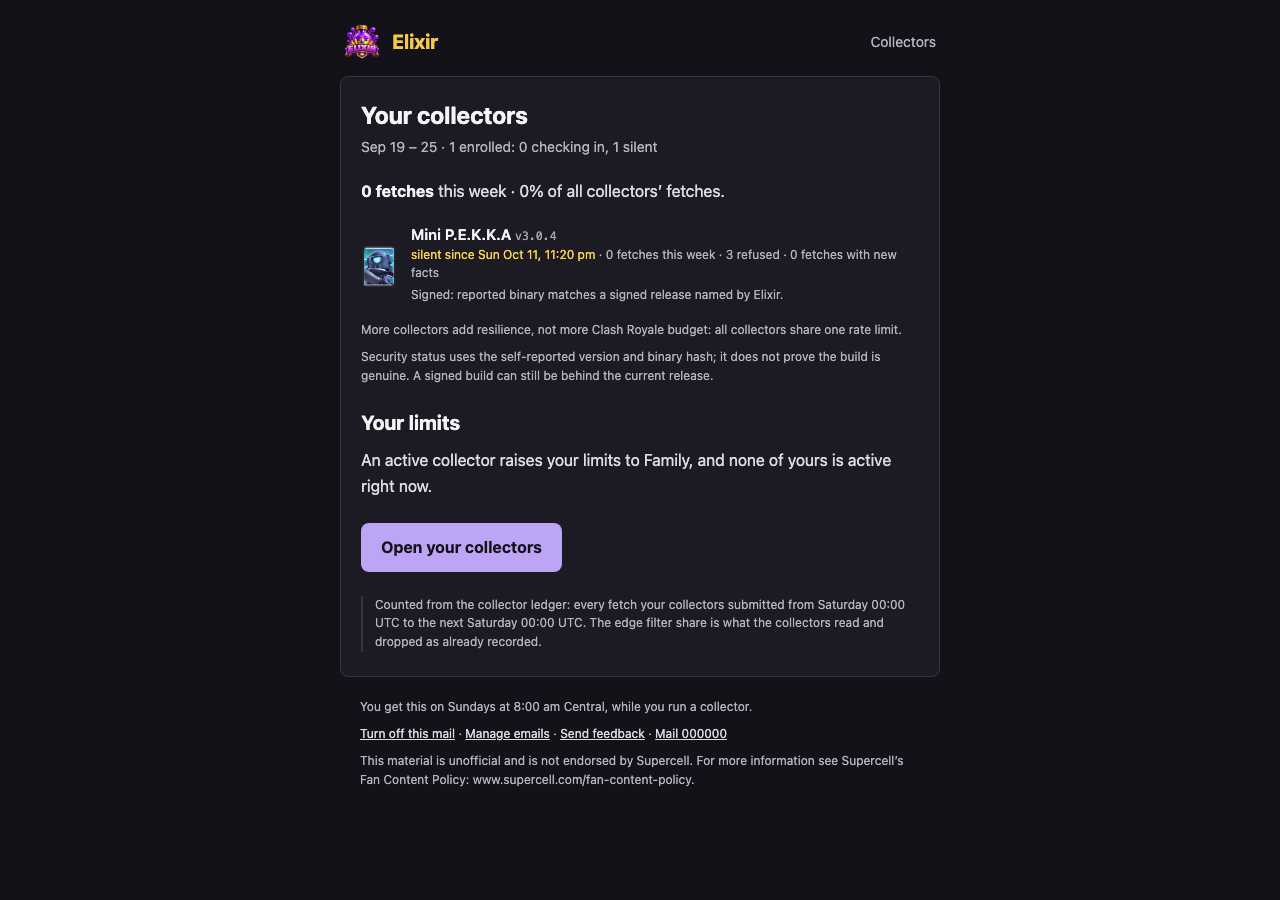 ELIXIR
Elixir
Collectors
Your collectors
Sep 19 – 25 · 1 enrolled: 0 checking in, 1 silent
0 fetches this week · 0% of all collectors’ fetches.
Mini P.E.K.K.A v3.0.4
silent since Sun Oct 11, 11:20 pm · 0 fetches this week · 3 refused · 0 fetches with new
facts
Signed: reported binary matches a signed release named by Elixir.
More collectors add resilience, not more Clash Royale budget: all collectors share one rate limit.
Security status uses the self-reported version and binary hash; it does not prove the build is
genuine. A signed build can still be behind the current release.
Your limits
An active collector raises your limits to Family, and none of yours is active
right now.
Open your collectors
Counted from the collector ledger: every fetch your collectors submitted from Saturday 00:00
UTC to the next Saturday 00:00 UTC. The edge filter share is what the collectors read and
dropped as already recorded.
You get this on Sundays at 8:00 am Central, while you run a collector.
Turn off this mail · Manage emails · Send feedback · Mail 000000
This material is unofficial and is not endorsed by Supercell. For more information see Supercell’s
Fan Content Policy: www.supercell.com/fan-content-policy.